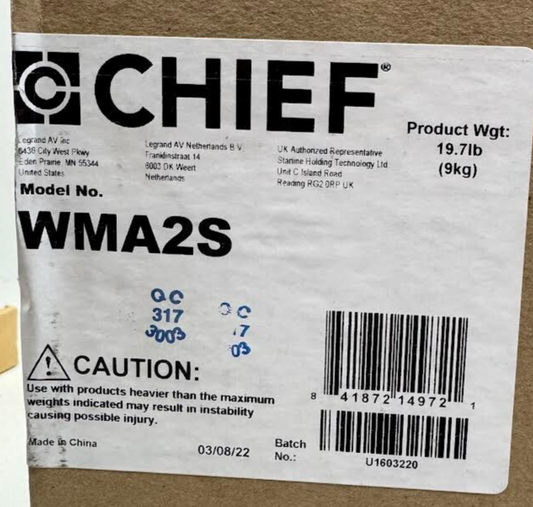 CHIEF®
Product Wgt:
19.7lb
(9kg)
Legrand AV Inc
6436 City West Pkwy
Eden Prairie MN 55344
United States
Legrand AV Netherlands B V
Franklinstraat 14
6003 DK Weert
Netherlands
UK Authorized Representative
Starline Holding Technology Ltd
Unit C Island Road
Reading RG2 0RP UK
Model No.
WMA2S
QC
317
3003
C
7
03
CAUTION:
Use with products heavier than the maximum
weights indicated may result in instability
causing possible injury.
8 41872 14972 1
Made in China
03/08/22
Batch
No.:
U1603220